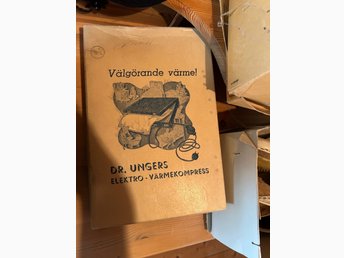 Välgörande värme!
DR. UNGERS
ELEKTRO-VÄRMEKOMPRESS